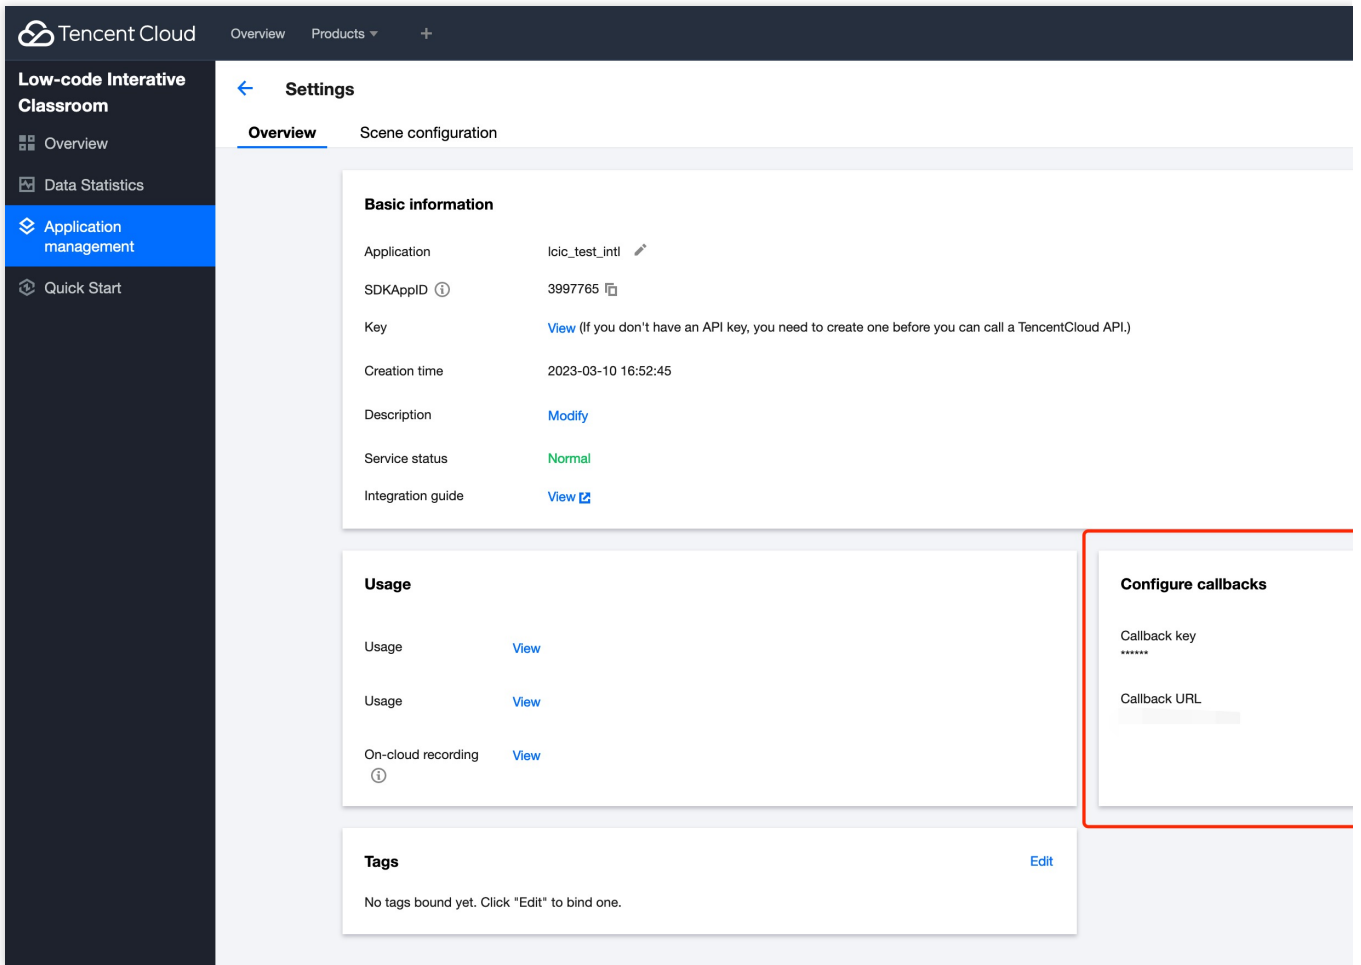 Tencent Cloud
Overview
Products
+
Low-code Interative
Classroom
Overview
Data Statistics
Application
management
Quick Start
Settings
Overview
Scene configuration
Basic information
Application
lcic_test_intl
SDKAppID
3997765
Key
View (If you don't have an API key, you need to create one before you can call a TencentCloud API.)
Creation time
2023-03-10 16:52:45
Description
Modify
Service status
Normal
Integration guide
View
Usage
Usage
View
Usage
View
On-cloud recording
View
Configure callbacks
Callback key
******
Callback URL
Tags
Edit
No tags bound yet. Click "Edit" to bind one.